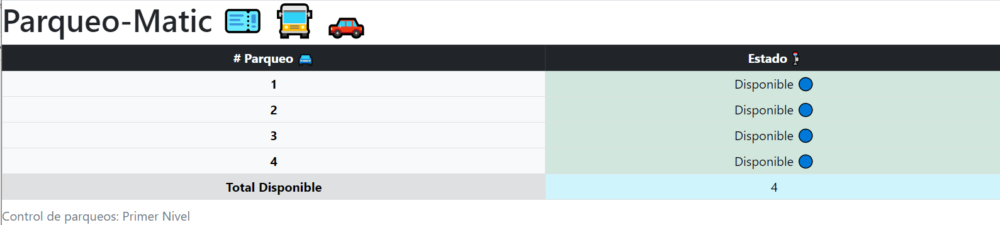 Parqueo-Matic
# Parqueo Estado
1 Disponible
2 Disponible
3 Disponible
4 Disponible
Total Disponible 4
Control de parqueos: Primer Nivel